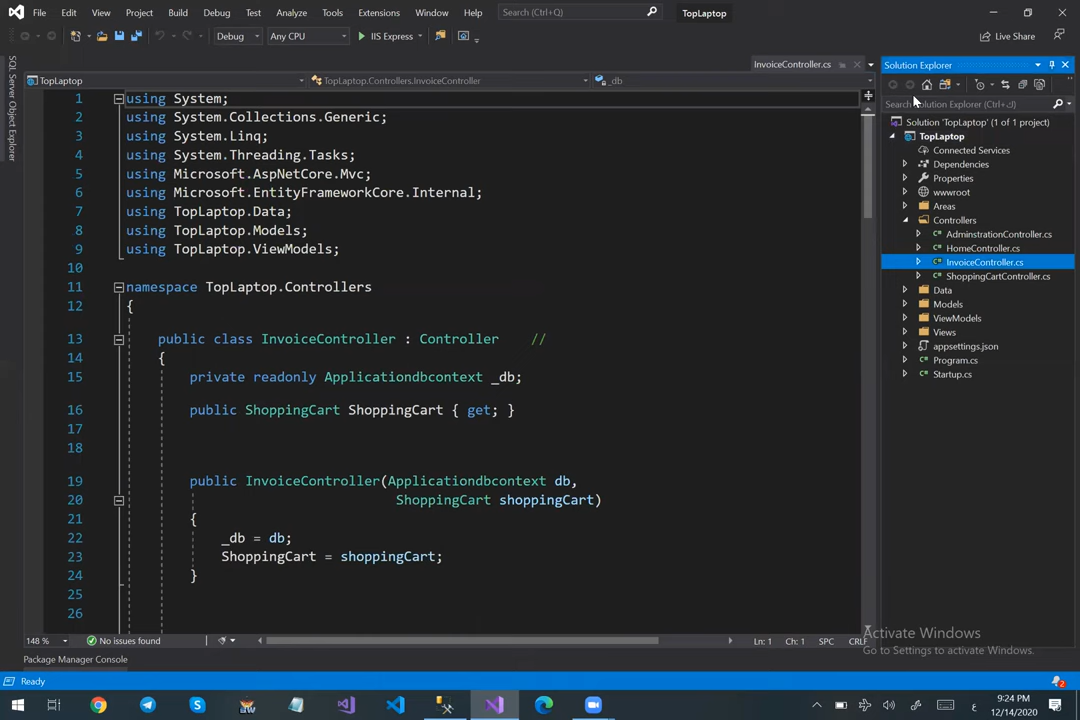 File Edit View Project Build Debug Test Analyze Tools Extensions Window Help Search (Ctrl+Q) TopLaptop
Debug Any CPU IIS Express Live Share
SQL Server Object Explorer
InvoiceController.cs
TopLaptop TopLaptop.Controllers.InvoiceController _db
1 using System;
2 using System.Collections.Generic;
3 using System.Linq;
4 using System.Threading.Tasks;
5 using Microsoft.AspNetCore.Mvc;
6 using Microsoft.EntityFrameworkCore.Internal;
7 using TopLaptop.Data;
8 using TopLaptop.Models;
9 using TopLaptop.ViewModels;
10
11 namespace TopLaptop.Controllers
12 {
13 public class InvoiceController : Controller //
14 {
15 private readonly Applicationdbcontext _db;
16 public ShoppingCart ShoppingCart { get; }
17
18
19 public InvoiceController(Applicationdbcontext db,
20 ShoppingCart shoppingCart)
21 {
22 _db = db;
23 ShoppingCart = shoppingCart;
24 }
25
26
148 % No issues found Ln: 1 Ch: 1 SPC CRLF
Solution Explorer
Search Solution Explorer (Ctrl+ك)
Solution 'TopLaptop' (1 of 1 project)
TopLaptop
Connected Services
Dependencies
Properties
wwwroot
Areas
Controllers
AdminstrationController.cs
HomeController.cs
InvoiceController.cs
ShoppingCartController.cs
Data
Models
ViewModels
Views
appsettings.json
Program.cs
Startup.cs
Activate Windows
Go to Settings to activate Windows.
Package Manager Console
Ready 2
9:24 PM
ع
12/14/2020